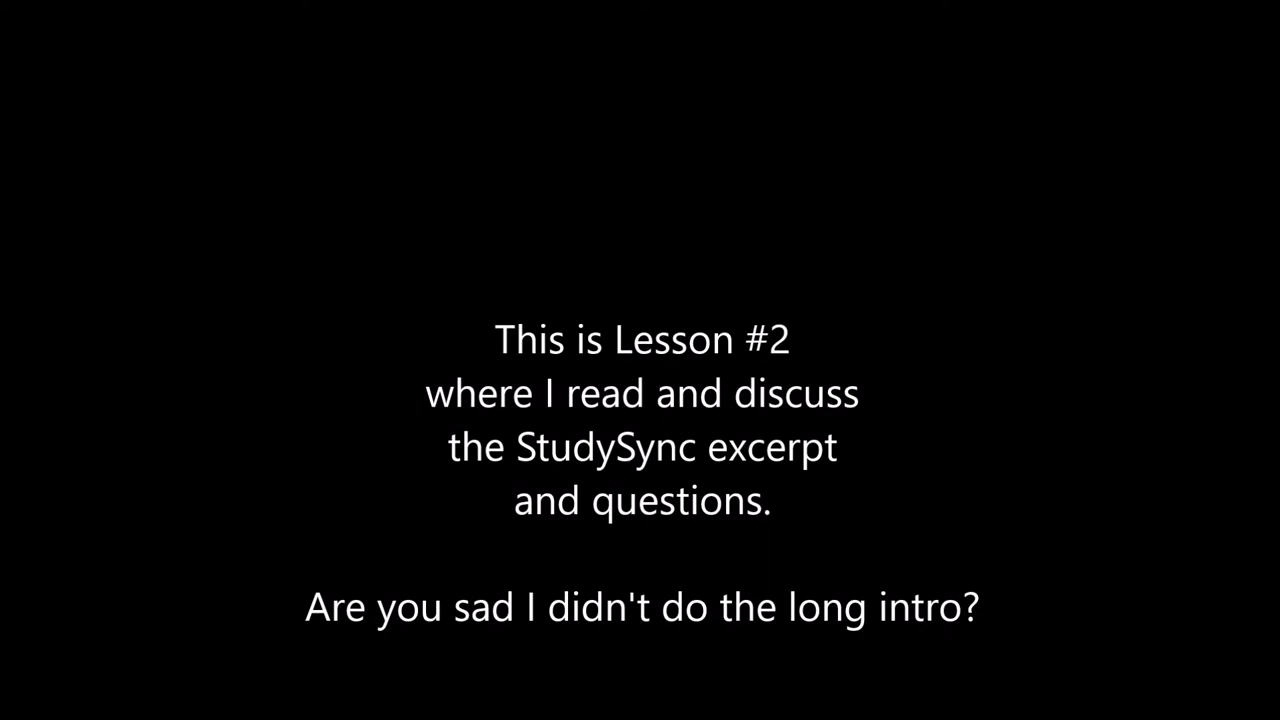 This is Lesson #2
where I read and discuss
the StudySync excerpt
and questions.
Are you sad I didn't do the long intro?